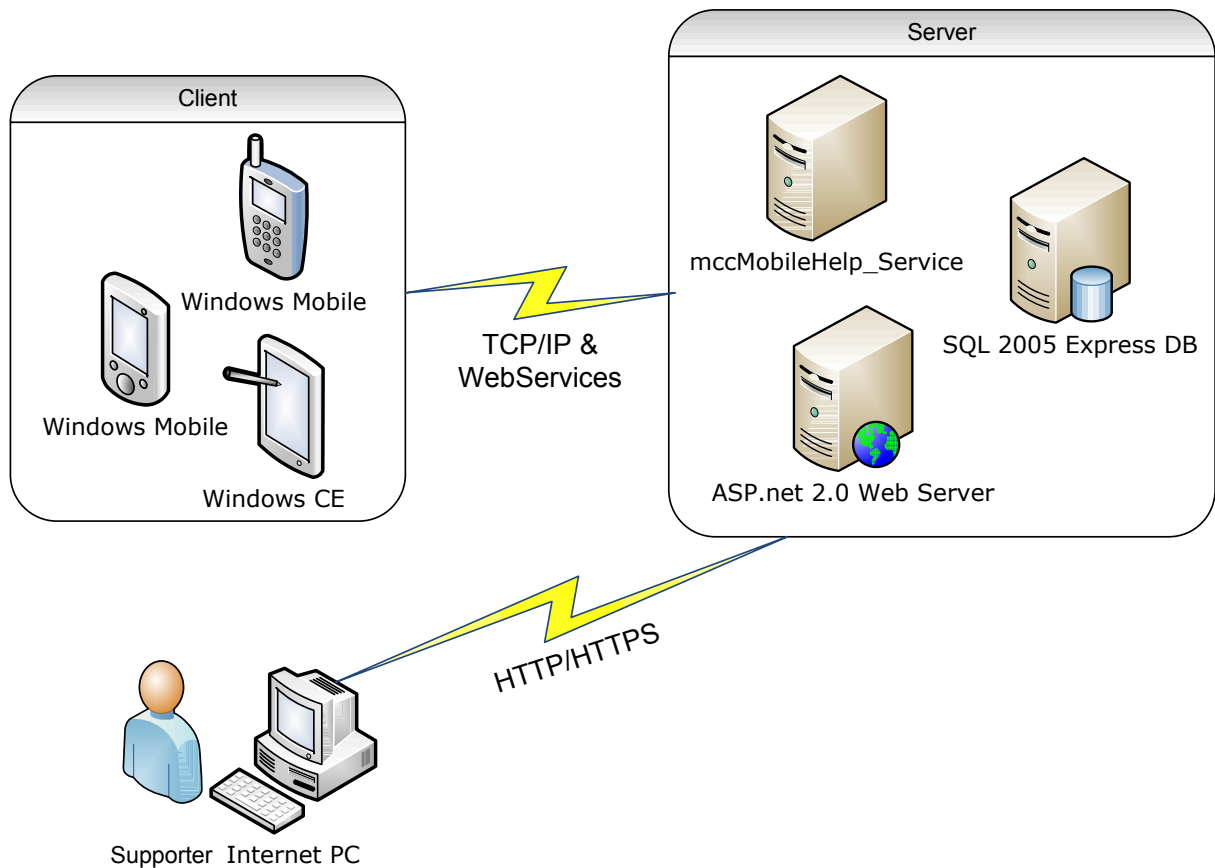 Server
Client
mccMobileHelp_Service
Windows Mobile
SQL 2005 Express DB
TCP/IP &
WebServices
Windows Mobile
Windows CE
ASP.net 2.0 Web Server
HTTP/HTTPS
Supporter
Internet PC